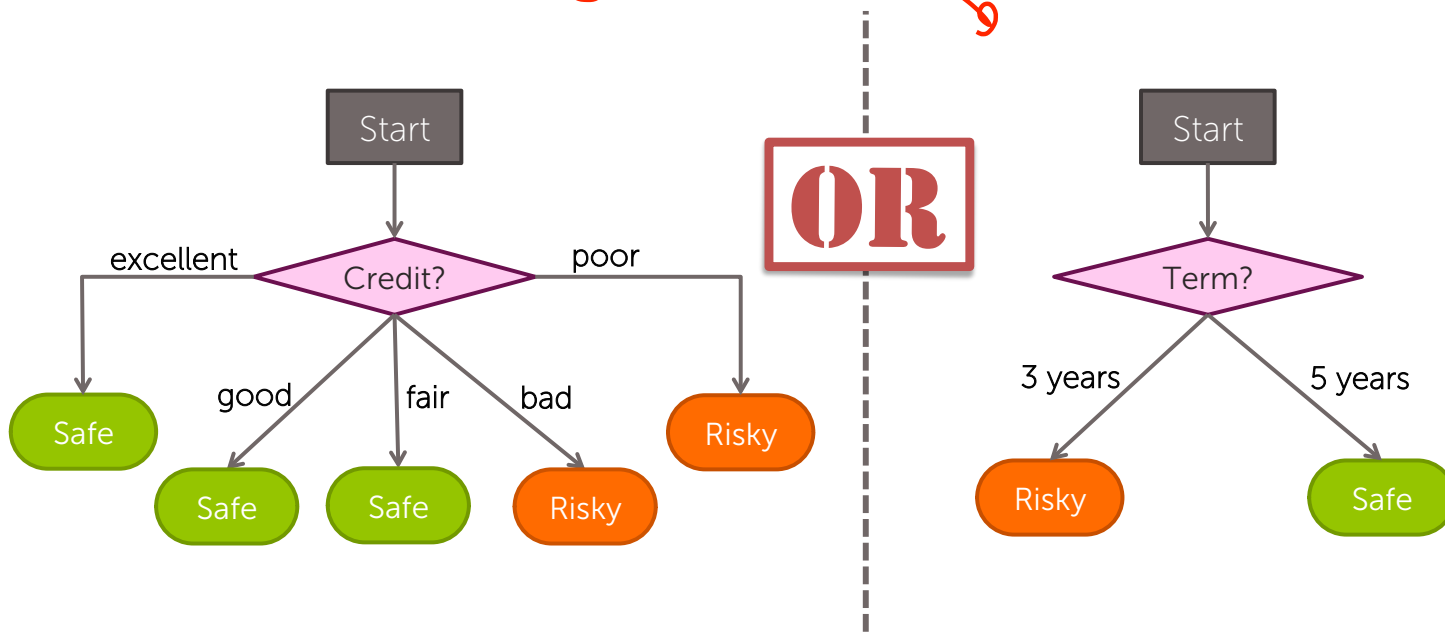 Start
Credit?
excellent
poor
good
fair
bad
Safe
Safe
Safe
Risky
Risky
OR
Start
Term?
3 years
5 years
Risky
Safe